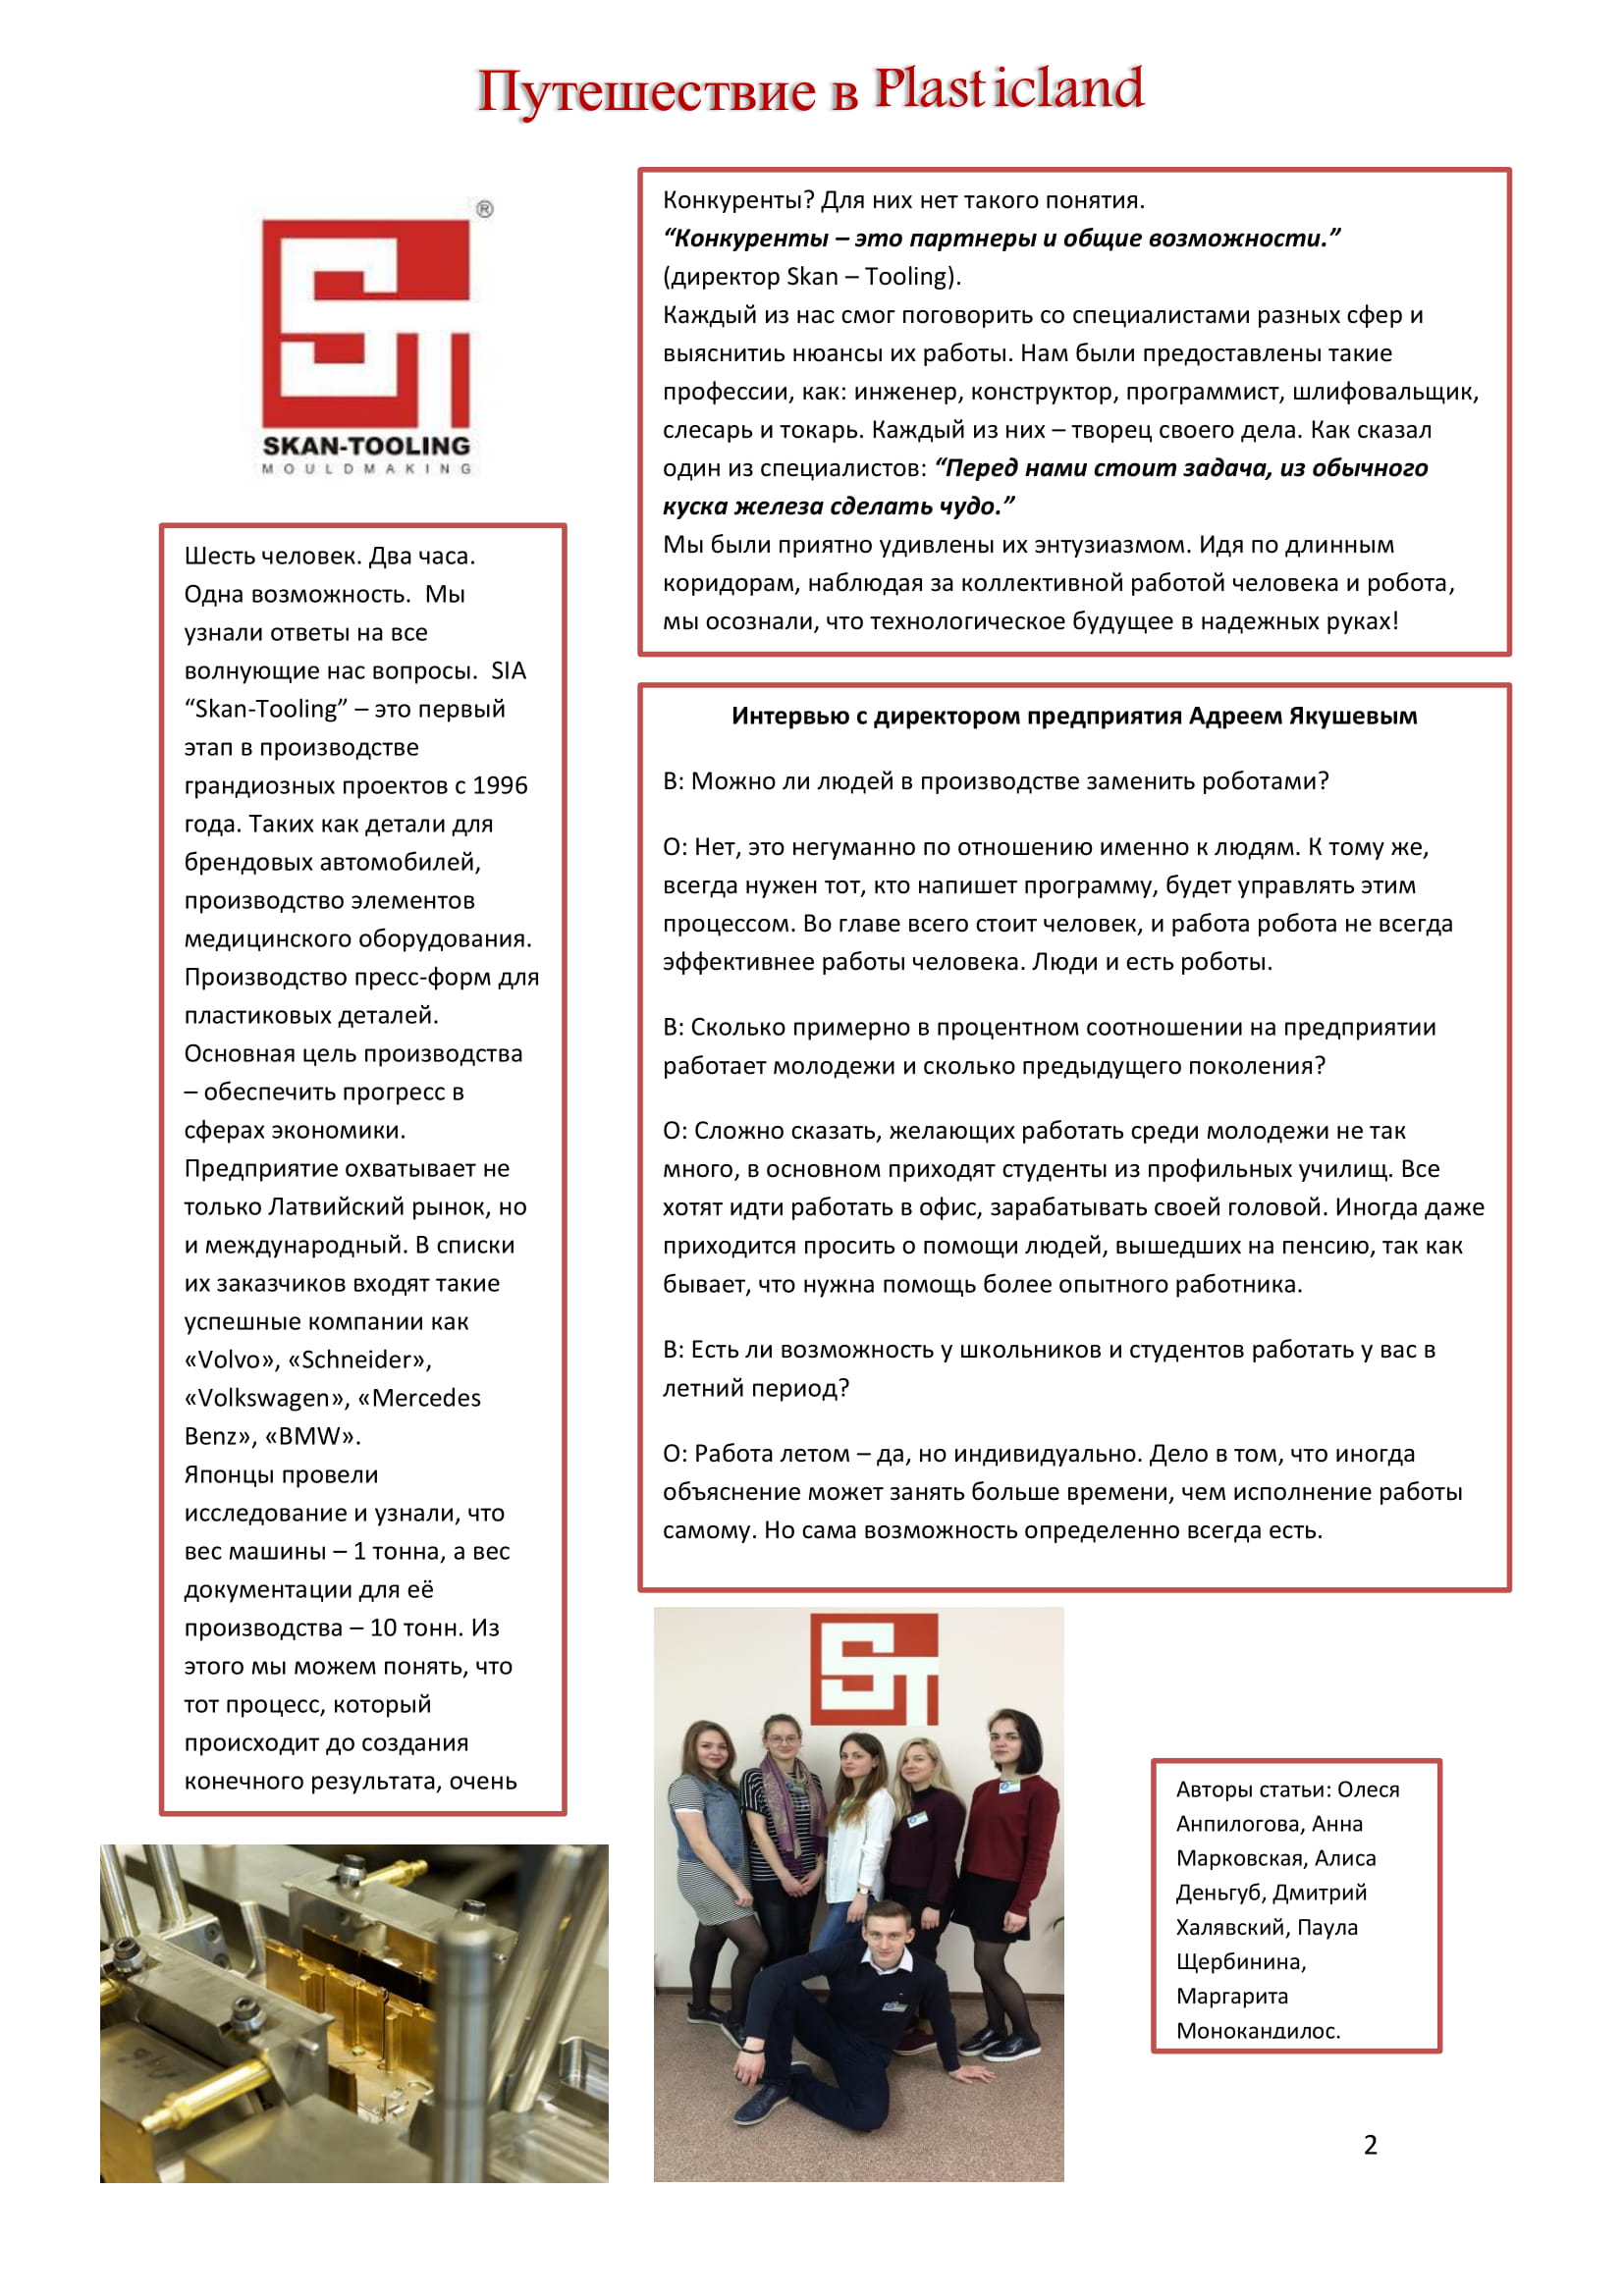 Путешествие в Plasticland
®
SKAN-TOOLING
MOULDMAKING
Шесть человек. Два часа.
Одна возможность.  Мы
узнали ответы на все
волнующие нас вопросы.  SIA
“Skan-Tooling” – это первый
этап в производстве
грандиозных проектов с 1996
года. Таких как детали для
брендовых автомобилей,
производство элементов
медицинского оборудования.
Производство пресс-форм для
пластиковых деталей.
Основная цель производства
– обеспечить прогресс в
сферах экономики.
Предприятие охватывает не
только Латвийский рынок, но
и международный. В списки
их заказчиков входят такие
успешные компании как
«Volvo», «Schneider»,
«Volkswagen», «Mercedes
Benz», «BMW».
Японцы провели
исследование и узнали, что
вес машины – 1 тонна, а вес
документации для её
производства – 10 тонн. Из
этого мы можем понять, что
тот процесс, который
происходит до создания
конечного результата, очень
Конкуренты? Для них нет такого понятия.
“Конкуренты – это партнеры и общие возможности.”
(директор Skan – Tooling).
Каждый из нас смог поговорить со специалистами разных сфер и
выяснитиь нюансы их работы. Нам были предоставлены такие
профессии, как: инженер, конструктор, программист, шлифовальщик,
слесарь и токарь. Каждый из них – творец своего дела. Как сказал
один из специалистов: “Перед нами стоит задача, из обычного
куска железа сделать чудо.”
Мы были приятно удивлены их энтузиазмом. Идя по длинным
коридорам, наблюдая за коллективной работой человека и робота,
мы осознали, что технологическое будущее в надежных руках!
Интервью с директором предприятия Адреем Якушевым
В: Можно ли людей в производстве заменить роботами?
О: Нет, это негуманно по отношению именно к людям. К тому же,
всегда нужен тот, кто напишет программу, будет управлять этим
процессом. Во главе всего стоит человек, и работа робота не всегда
эффективнее работы человека. Люди и есть роботы.
В: Сколько примерно в процентном соотношении на предприятии
работает молодежи и сколько предыдущего поколения?
О: Сложно сказать, желающих работать среди молодежи не так
много, в основном приходят студенты из профильных училищ. Все
хотят идти работать в офис, зарабатывать своей головой. Иногда даже
приходится просить о помощи людей, вышедших на пенсию, так как
бывает, что нужна помощь более опытного работника.
В: Есть ли возможность у школьников и студентов работать у вас в
летний период?
О: Работа летом – да, но индивидуально. Дело в том, что иногда
объяснение может занять больше времени, чем исполнение работы
самому. Но сама возможность определенно всегда есть.
Авторы статьи: Олеся
Анпилогова, Анна
Марковская, Алиса
Деньгуб, Дмитрий
Халявский, Паула
Щербинина,
Маргарита
Монокандилос.
2